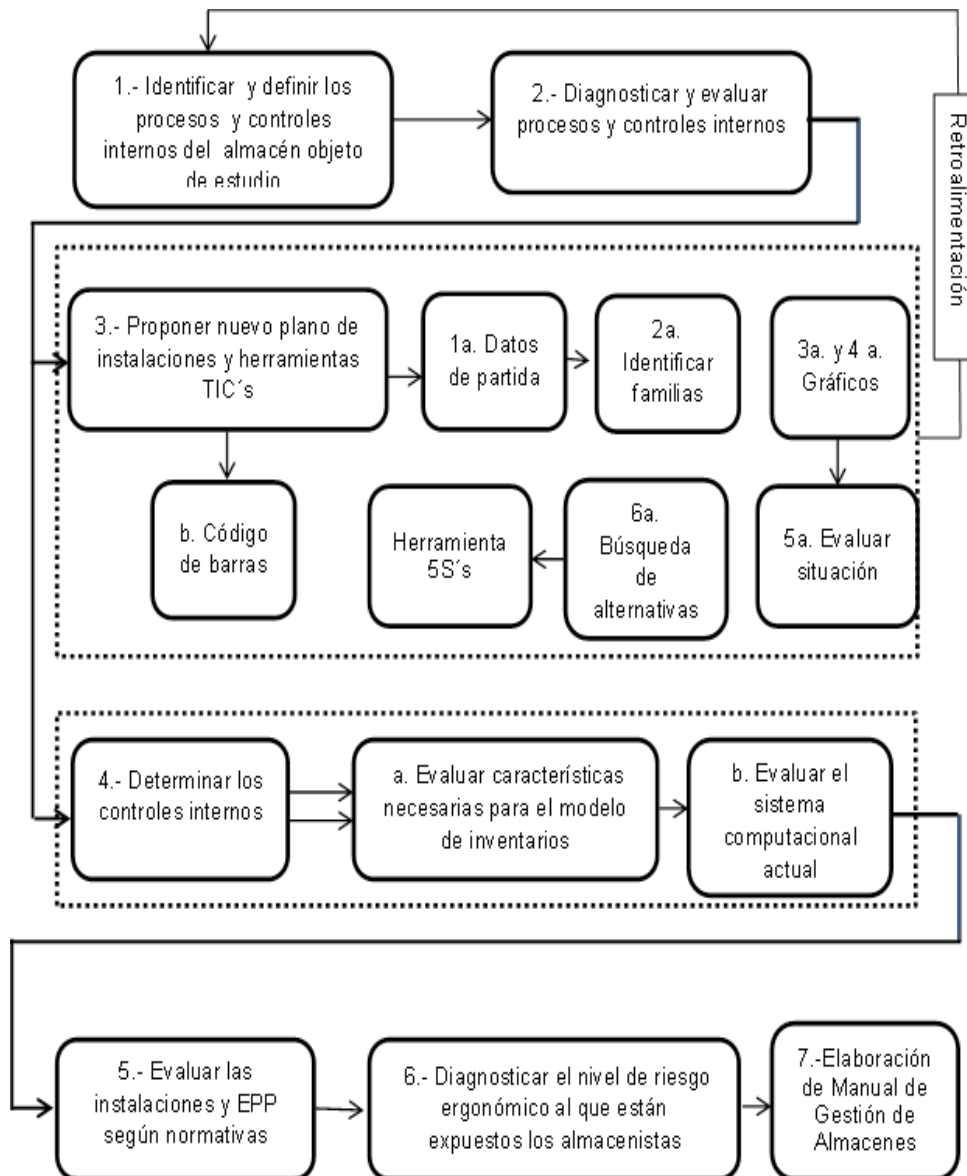 1.- Identificar y definir los
procesos y controles
internos del almacén objeto
de estudio
2.- Diagnosticar y evaluar
procesos y controles internos
Retroalimentación
3.- Proponer nuevo plano de
instalaciones y herramientas
TIC´s
1a. Datos
de partida
2a.
Identificar
familias
3a. y 4 a.
Gráficos
b. Código
de barras
Herramienta
5S´s
6a.
Búsqueda
de
alternativas
5a. Evaluar
situación
4.- Determinar los
controles internos
a. Evaluar características
necesarias para el modelo
de inventarios
b. Evaluar el
sistema
computacional
actual
5.- Evaluar las
instalaciones y EPP
según normativas
6.- Diagnosticar el nivel de riesgo
ergonómico al que están
expuestos los almacenistas
7.-Elaboración
de Manual de
Gestión de
Almacenes